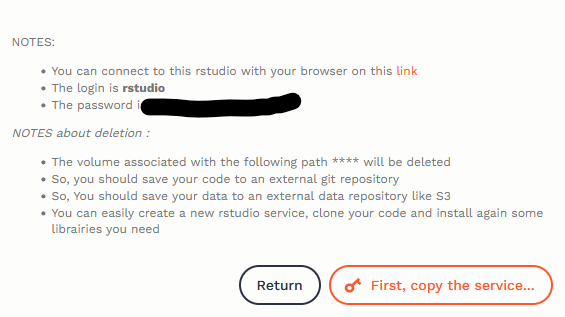 NOTES:
• You can connect to this rstudio with your browser on this link
• The login is rstudio
• The password
NOTES about deletion :
• The volume associated with the following path **** will be deleted
• So, you should save your code to an external git repository
• So, You should save your data to an external data repository like S3
• You can easily create a new rstudio service, clone your code and install again some
librairies you need
Return
First, copy the service...